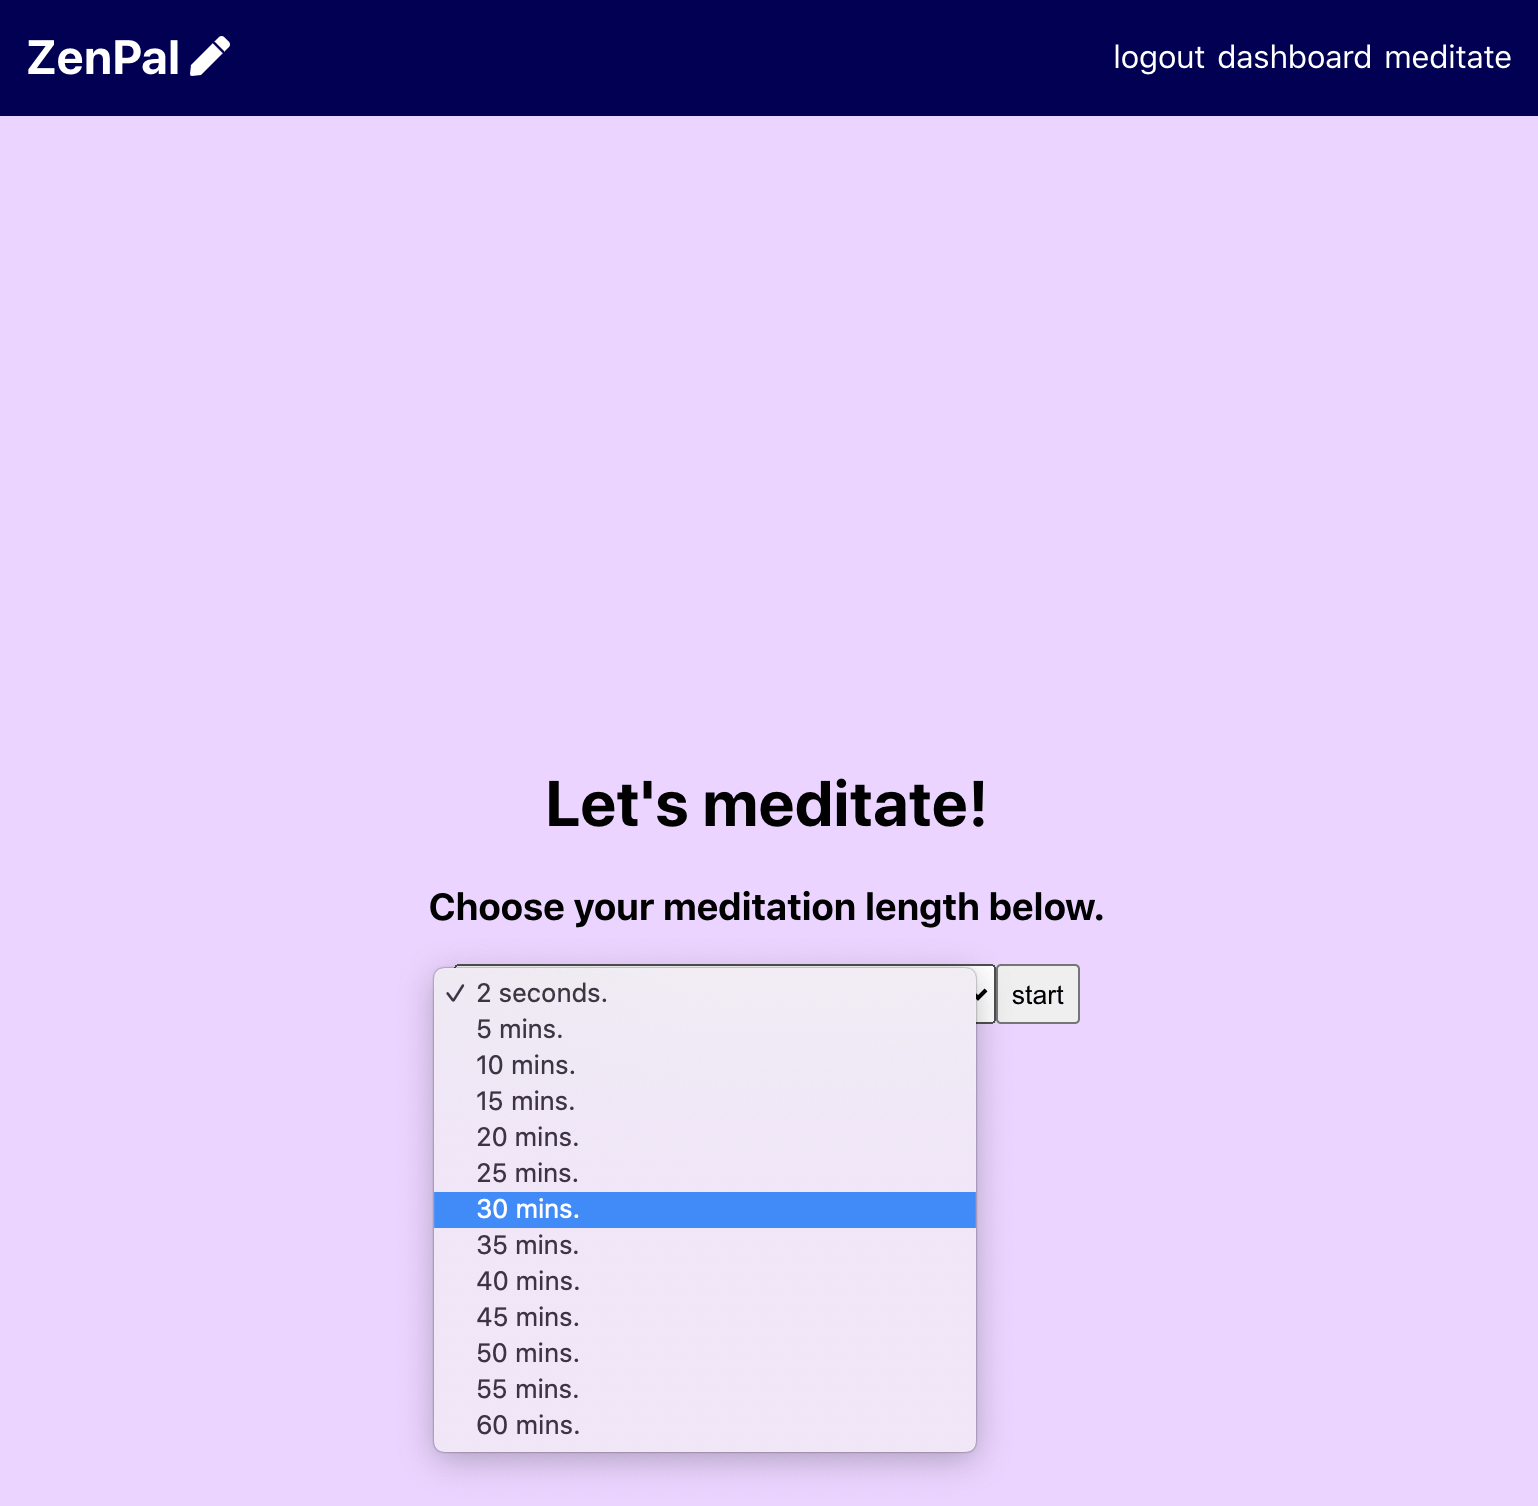 ZenPal
logout dashboard meditate
Let's meditate!
Choose your meditation length below.
2 seconds.
start
5 mins.
10 mins.
15 mins.
20 mins.
25 mins.
30 mins.
35 mins.
40 mins.
45 mins.
50 mins.
55 mins.
60 mins.